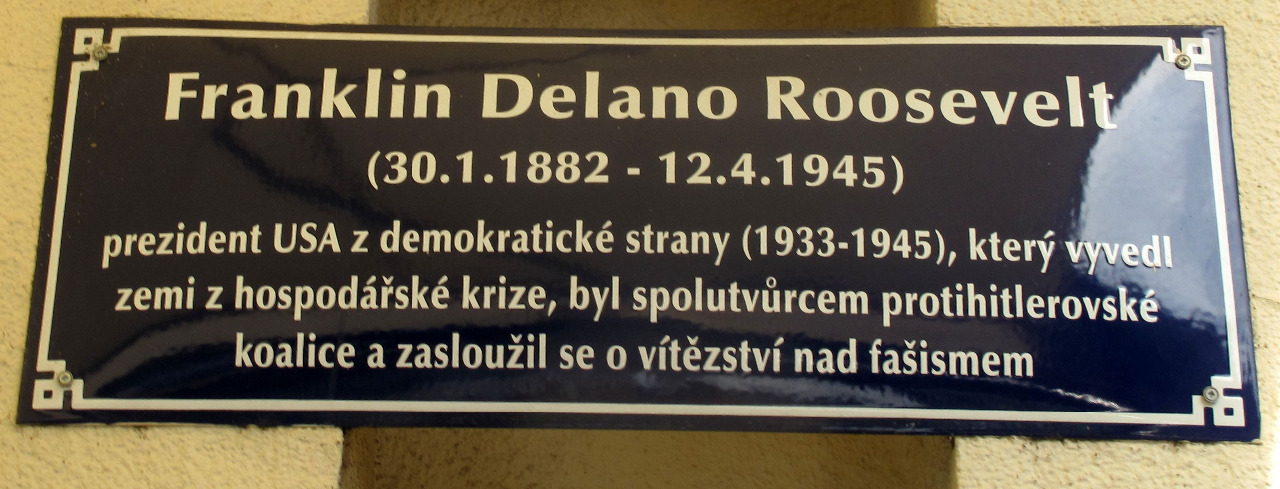 Franklin Delano Roosevelt
(30.1.1882 - 12.4.1945)
prezident USA z demokratické strany (1933-1945), který vyvedl
zemi z hospodářské krize, byl spolutvůrcem protihitlerovské
koalice a zasloužil se o vítězství nad fašismem